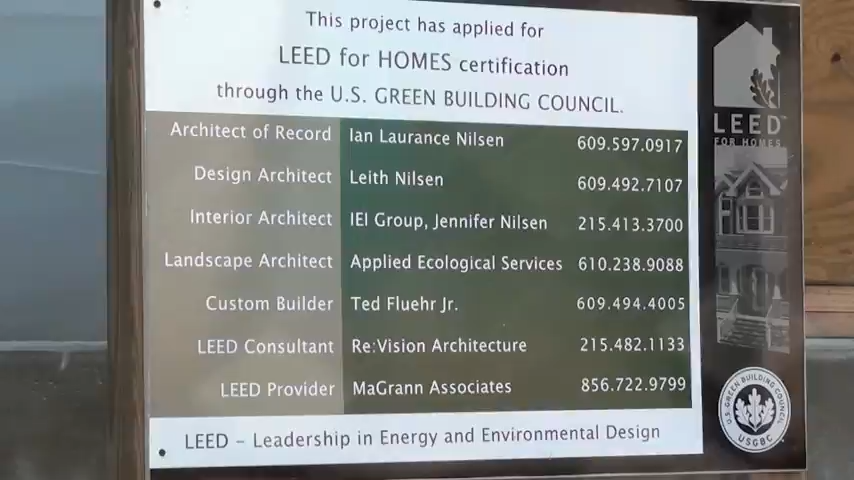 This project has applied for
LEED for HOMES certification
through the U.S. GREEN BUILDING COUNCIL.
Architect of Record Ian Laurance Nilsen 609.597.0917
Design Architect Leith Nilsen 609.492.7107
Interior Architect IEI Group, Jennifer Nilsen 215.413.3700
Landscape Architect Applied Ecological Services 610.238.9088
Custom Builder Ted Fluehr Jr. 609.494.4005
LEED Consultant Re:Vision Architecture 215.482.1133
LEED Provider MaGrann Associates 856.722.9799
LEED – Leadership in Energy and Environmental Design
LEED™
FOR HOMES
U.S. GREEN BUILDING COUNCIL
USGBC